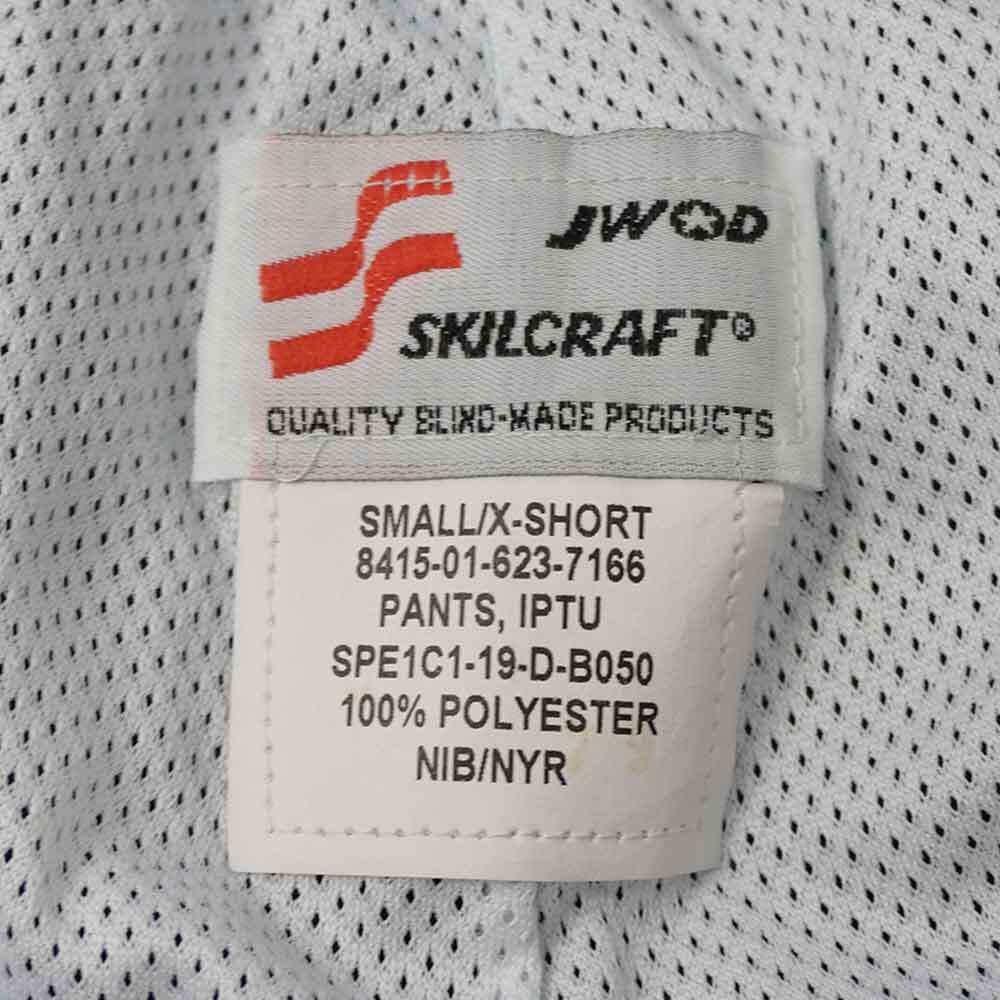 JWOD
SKILCRAFT®
QUALITY BLIND-MADE PRODUCTS
SMALL/X-SHORT
8415-01-623-7166
PANTS, IPTU
SPE1C1-19-D-B050
100% POLYESTER
NIB/NYR